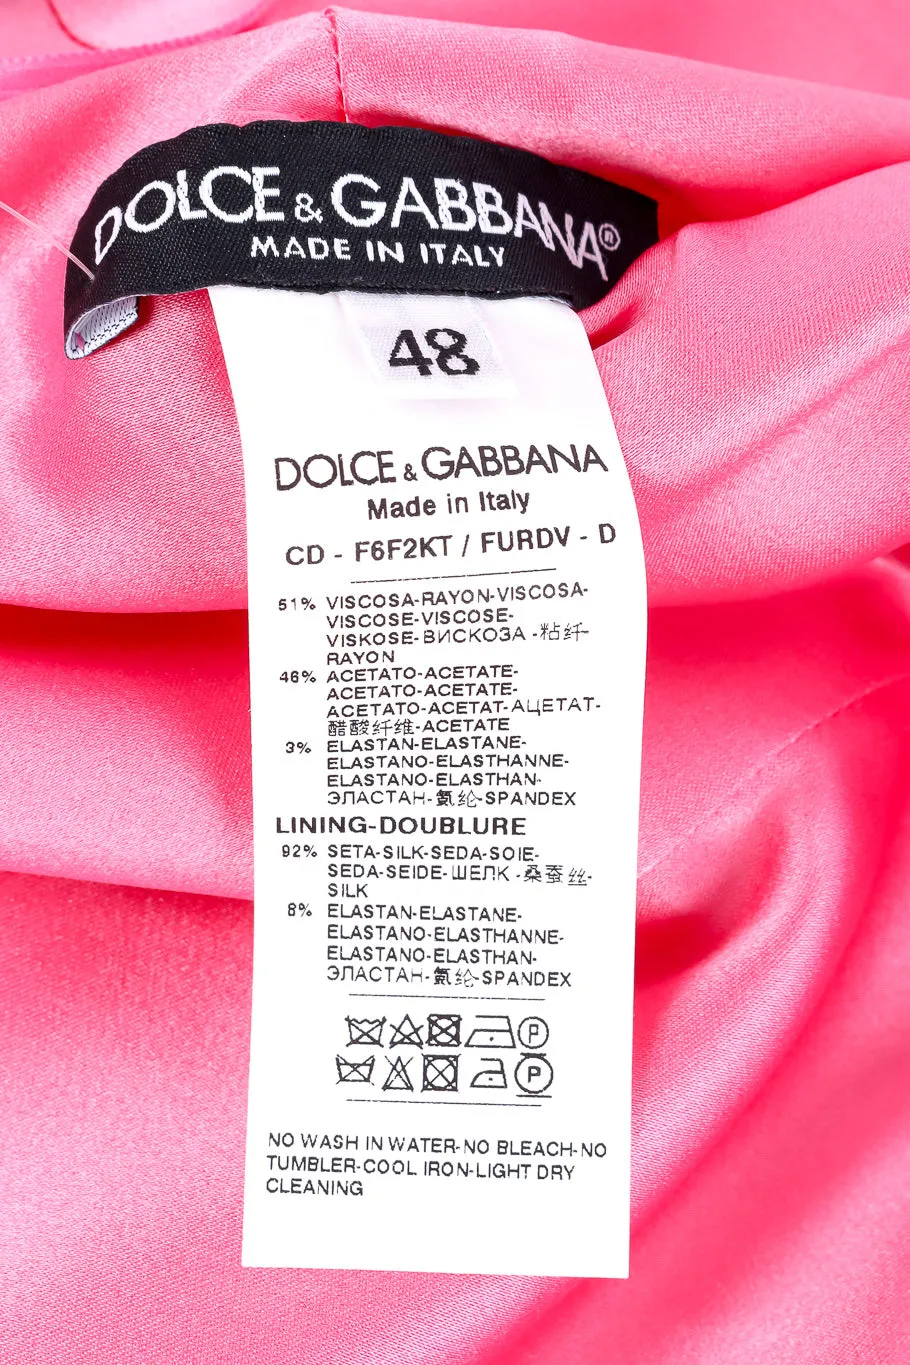 DOLCE & GABBANA®
MADE IN ITALY
48
DOLCE & GABBANA
Made in Italy
CD - F6F2KT / FURDV - D
51% VISCOSA-RAYON-VISCOSA-
VISCOSE-VISCOSE-
VISKOSE-ВИСКОЗА -粘纤-
RAYON
46% ACETATO-ACETATE-
ACETATO-ACETATE-
ACETATO-ACETAT-АЦЕТАТ-
醋酸纤维-ACETATE
3% ELASTAN-ELASTANE-
ELASTANO-ELASTHANNE-
ELASTANO-ELASTHAN-
ЭЛАСТАН-氨纶-SPANDEX
LINING-DOUBLURE
92% SETA-SILK-SEDA-SOIE-
SEDA-SEIDE-ШЕЛК -桑蚕丝-
SILK
8% ELASTAN-ELASTANE-
ELASTANO-ELASTHANNE-
ELASTANO-ELASTHAN-
ЭЛАСТАН-氨纶-SPANDEX
P
P
NO WASH IN WATER-NO BLEACH-NO
TUMBLER-COOL IRON-LIGHT DRY
CLEANING